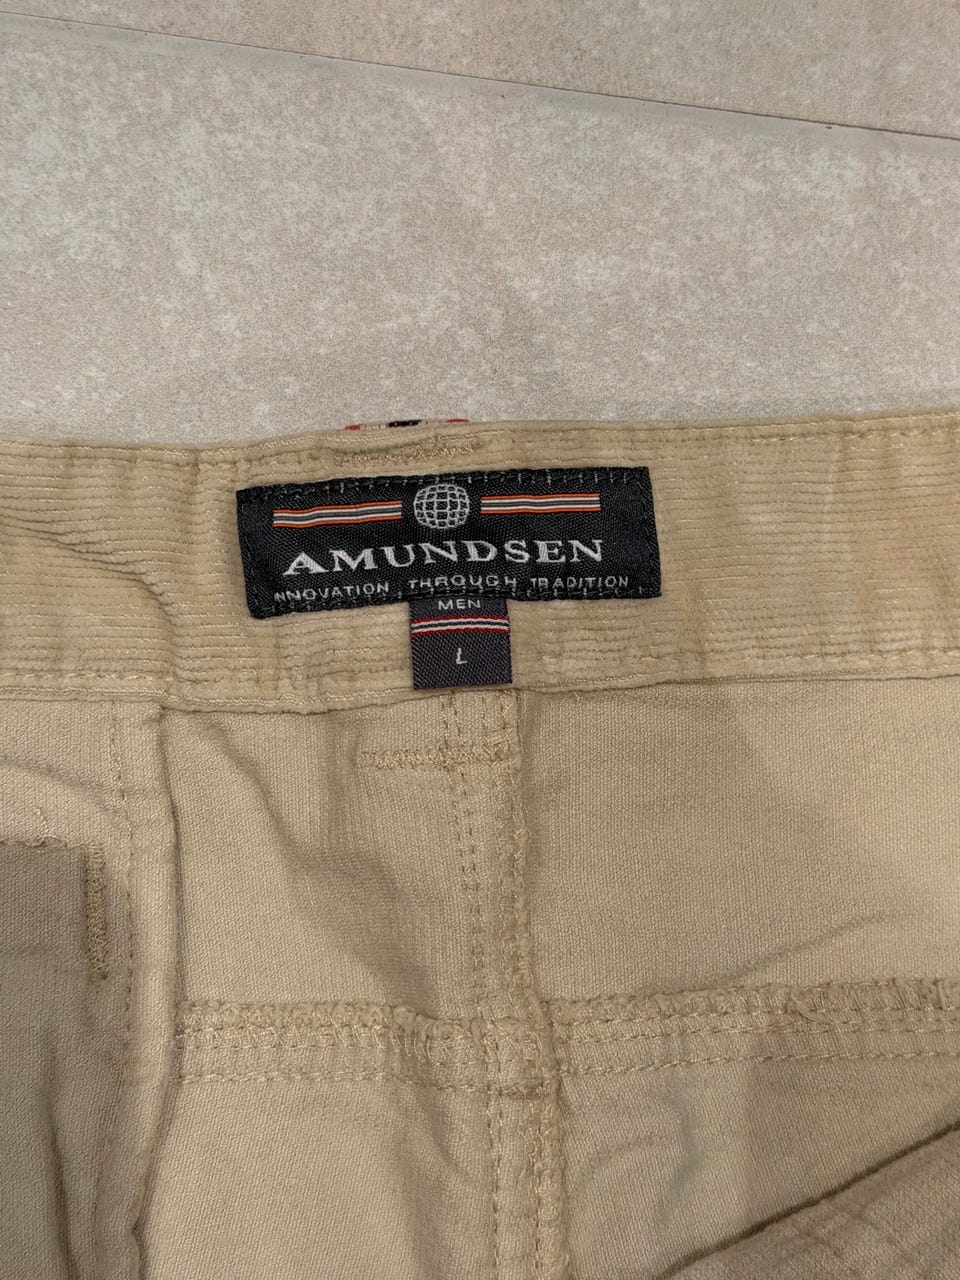 AMUNDSEN
INNOVATION THROUGH TRADITION
MEN
L